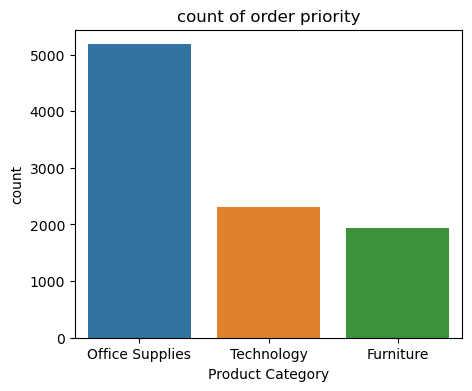 count of order priority
5000
4000
3000
2000
1000
0
count
Office Supplies
Technology
Furniture
Product Category